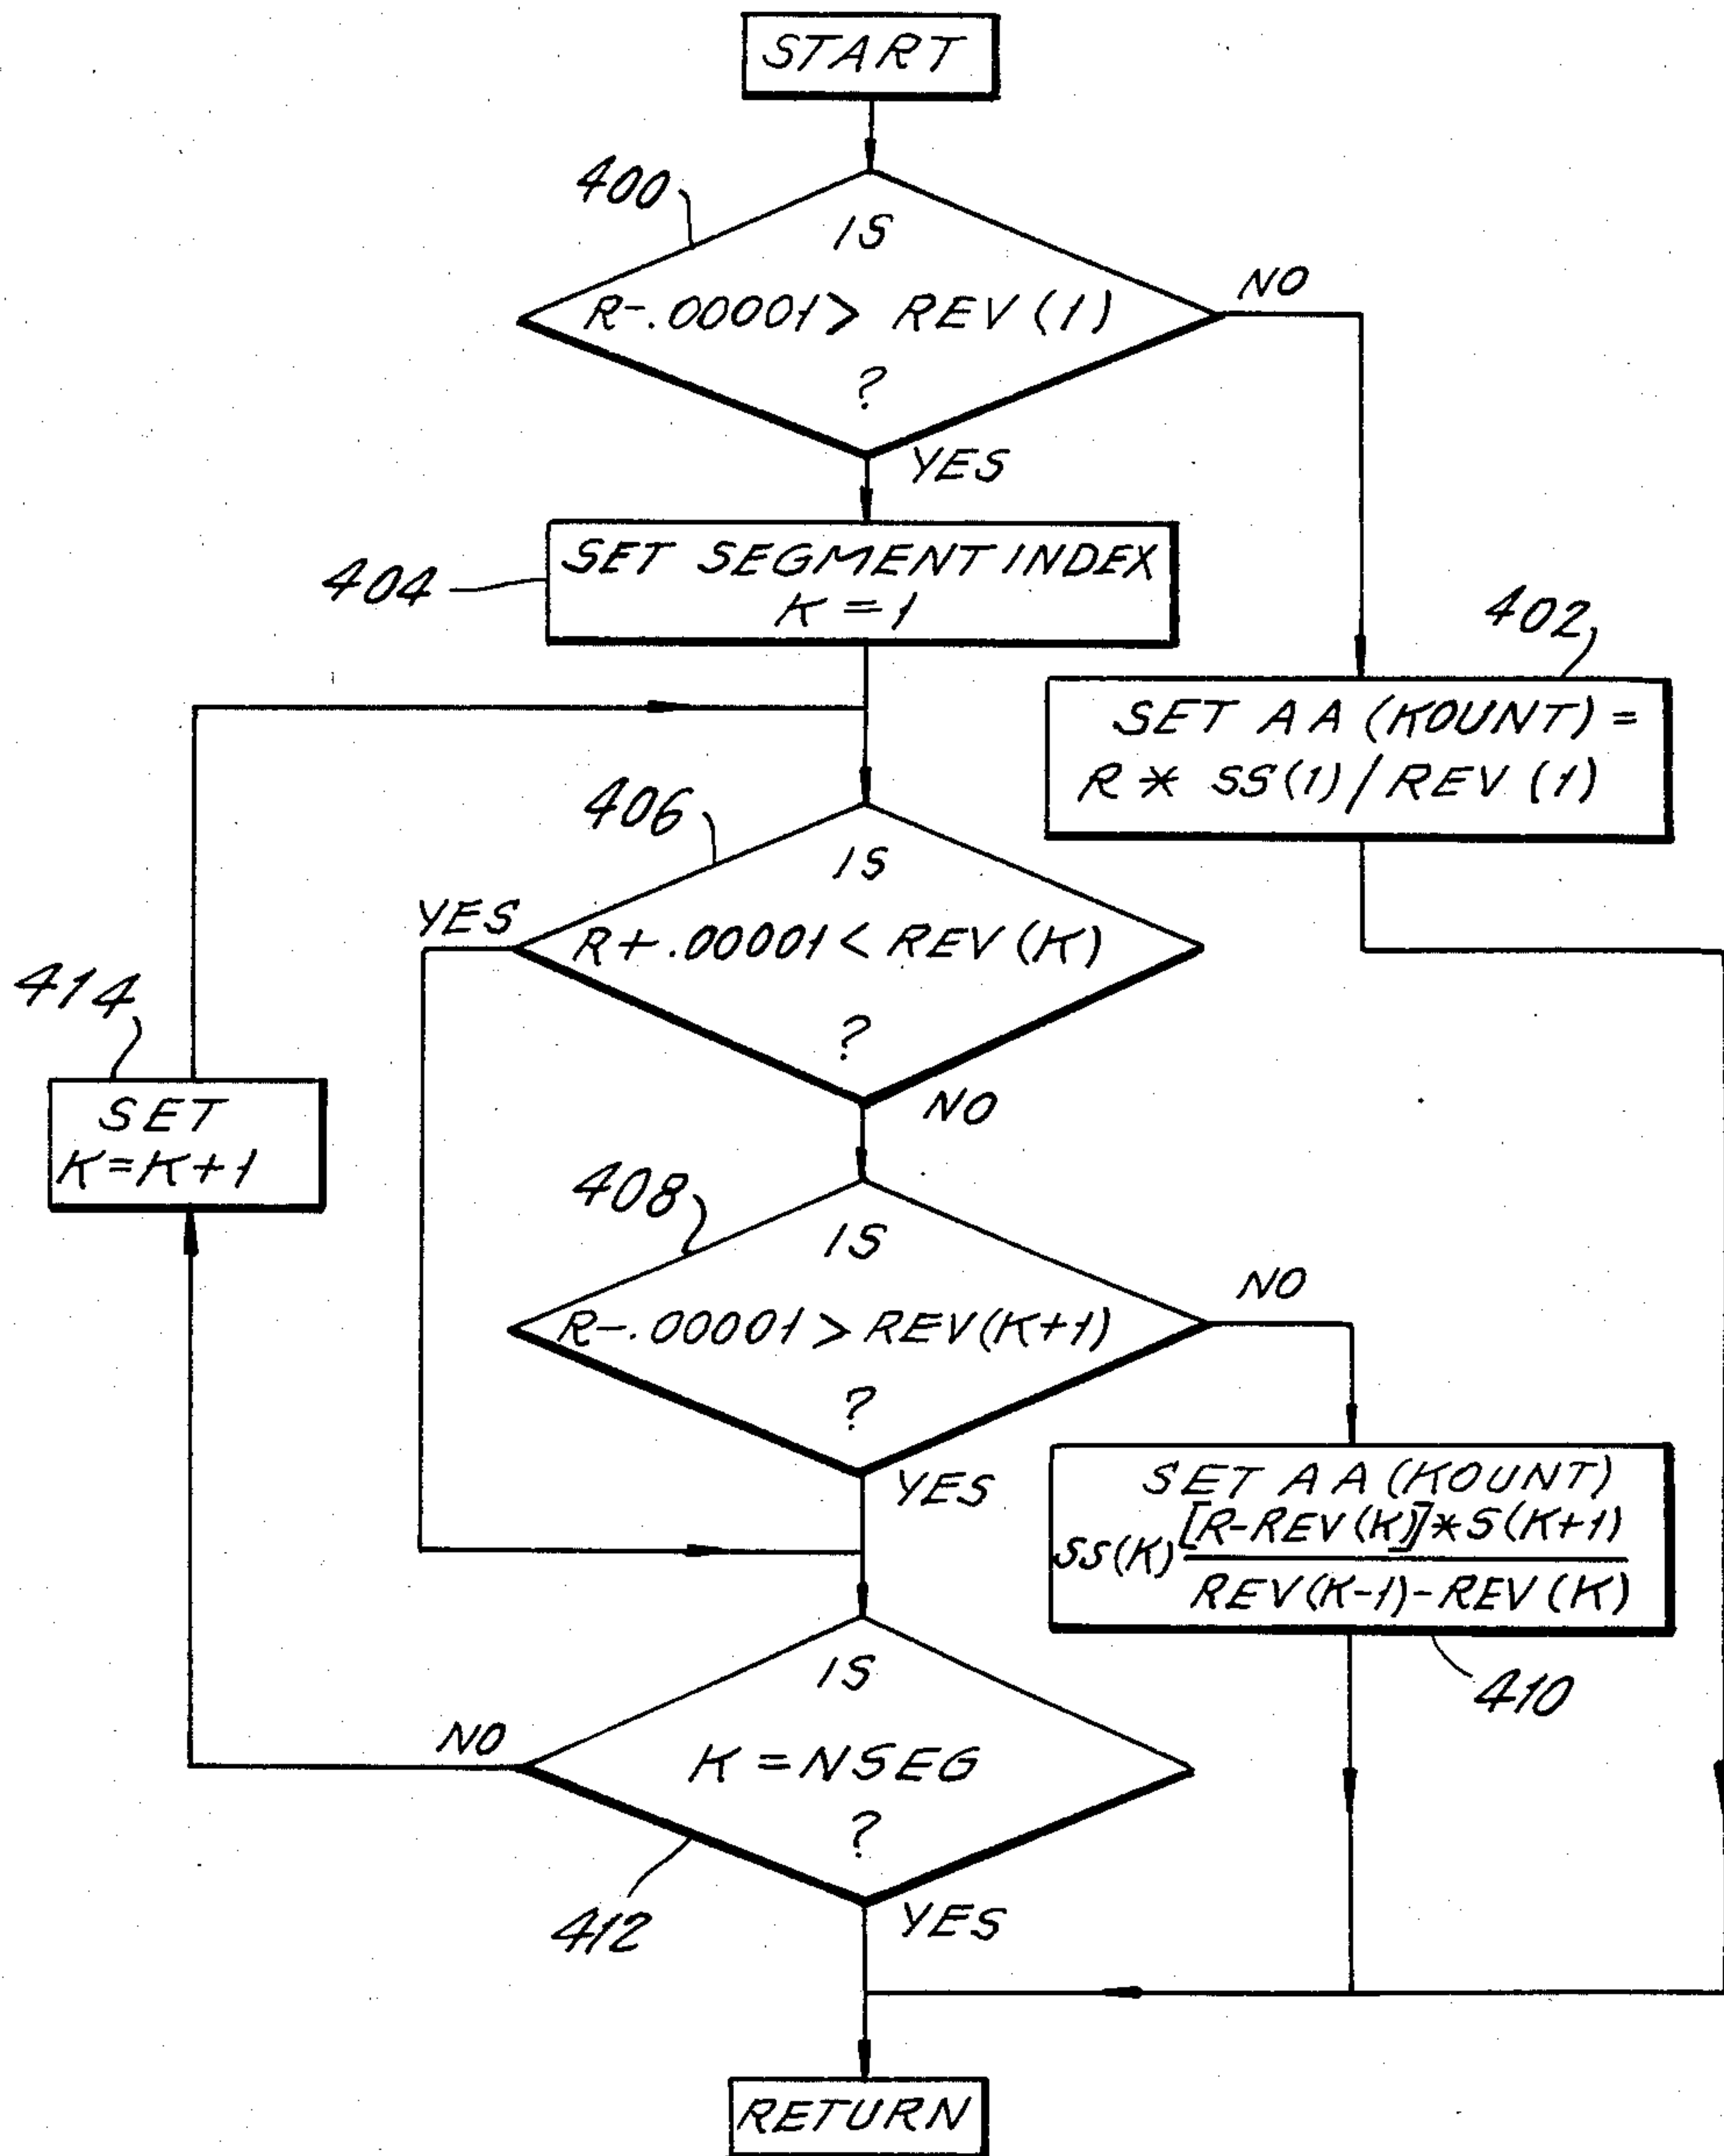 START
400
IS
R-.00001> REV (1)
?
NO
YES
404
SET SEGMENT INDEX
K = 1
402
SET AA (KOUNT) =
R * SS(1) / REV (1)
406
IS
YES
R+.00001 < REV (K)
?
NO
414
SET
K=K+1
408
IS
R-.00001 > REV(K+1)
?
NO
YES
SET AA (KOUNT)
[R-REV(K)]*S(K+1)
SS(K)
REV(K-1)-REV(K)
410
IS
K = NSEG
?
NO
412
YES
RETURN